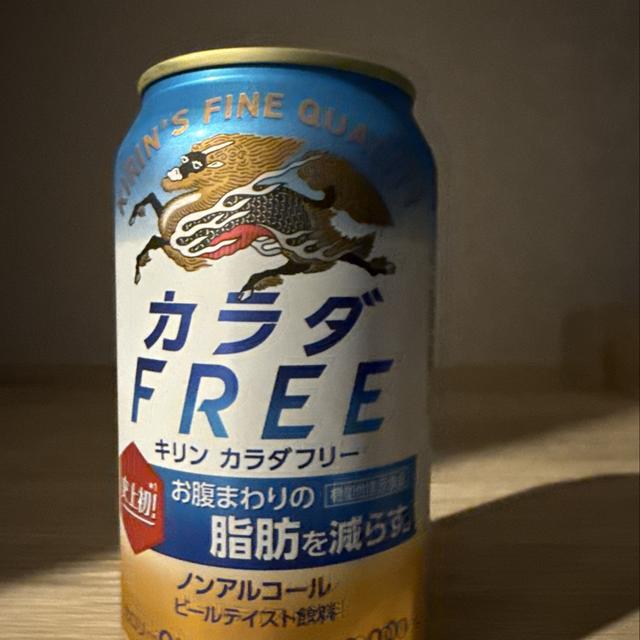 KIRIN'S FINE QUALITY
カラダ
FREE
キリン カラダフリー
史上初!
お腹まわりの
脂肪を減らす。
ノンアルコール
ビールテイスト飲料